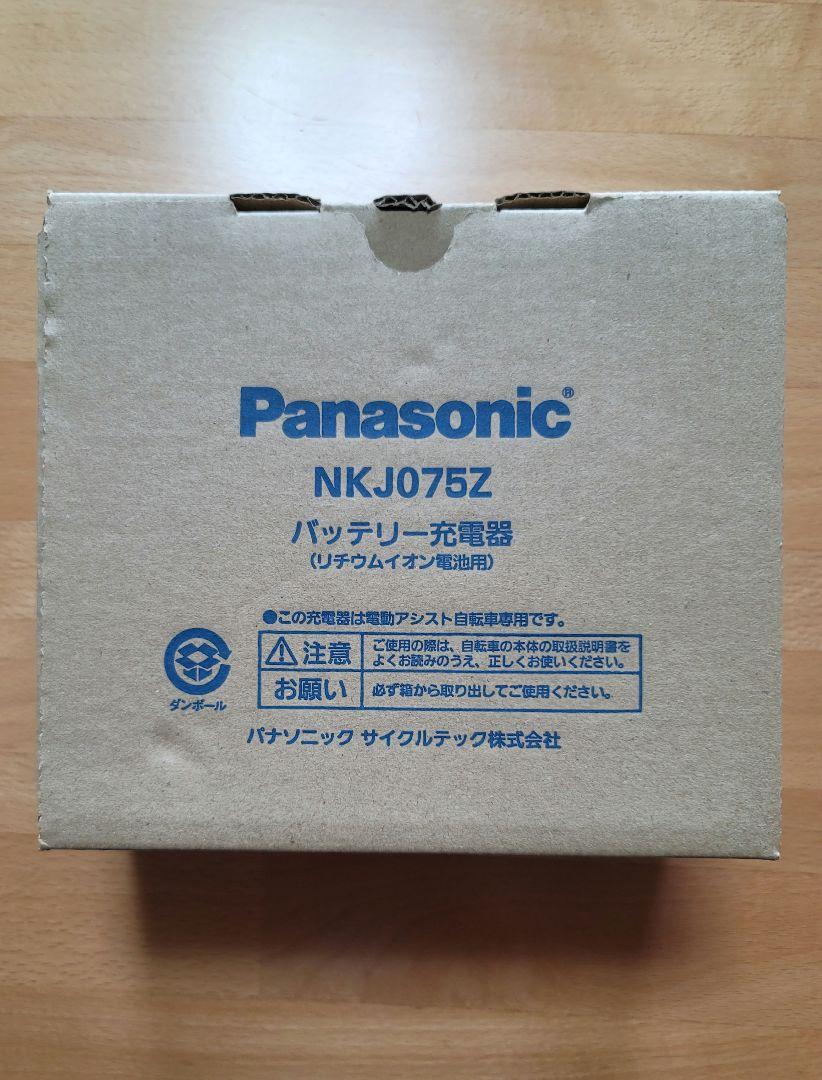 Panasonic®
NKJ075Z
バッテリー充電器
(リチウムイオン電池用)
●この充電器は電動アシスト自転車専用です。
注意
ご使用の際は、自転車の本体の取扱説明書を
よくお読みのうえ、正しくお使いください。
お願い
必ず箱から取り出してご使用ください。
ダンボール
パナソニック サイクルテック株式会社